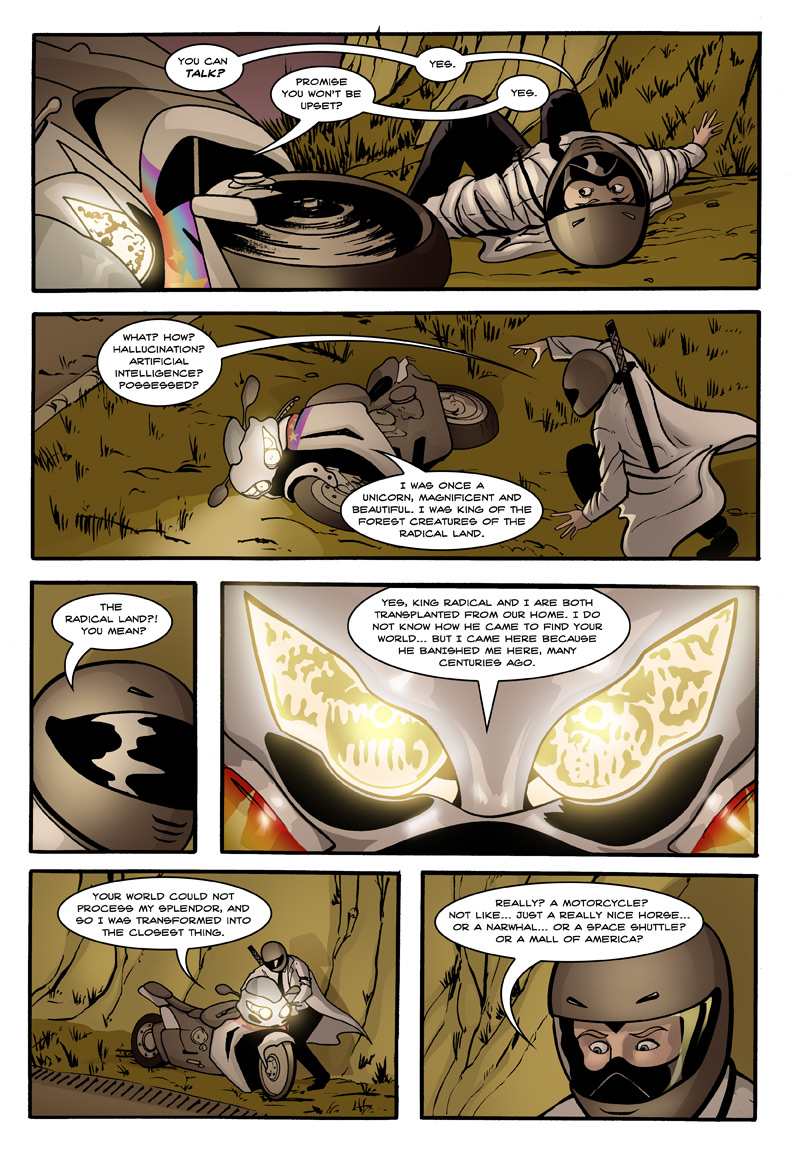 YOU CAN
TALK?
YES.
PROMISE
YOU WON'T BE
UPSET?
YES.
WHAT? HOW?
HALLUCINATION?
ARTIFICIAL
INTELLIGENCE?
POSSESSED?
I WAS ONCE A
UNICORN, MAGNIFICENT AND
BEAUTIFUL. I WAS KING OF THE
FOREST CREATURES OF THE
RADICAL LAND.
THE
RADICAL LAND?!
YOU MEAN?
YES, KING RADICAL AND I ARE BOTH
TRANSPLANTED FROM OUR HOME. I DO
NOT KNOW HOW HE CAME TO FIND YOUR
WORLD... BUT I CAME HERE BECAUSE
HE BANISHED ME HERE, MANY
CENTURIES AGO.
YOUR WORLD COULD NOT
PROCESS MY SPLENDOR, AND
SO I WAS TRANSFORMED INTO
THE CLOSEST THING.
REALLY? A MOTORCYCLE?
NOT LIKE... JUST A REALLY NICE HORSE...
OR A NARWHAL... OR A SPACE SHUTTLE?
OR A MALL OF AMERICA?